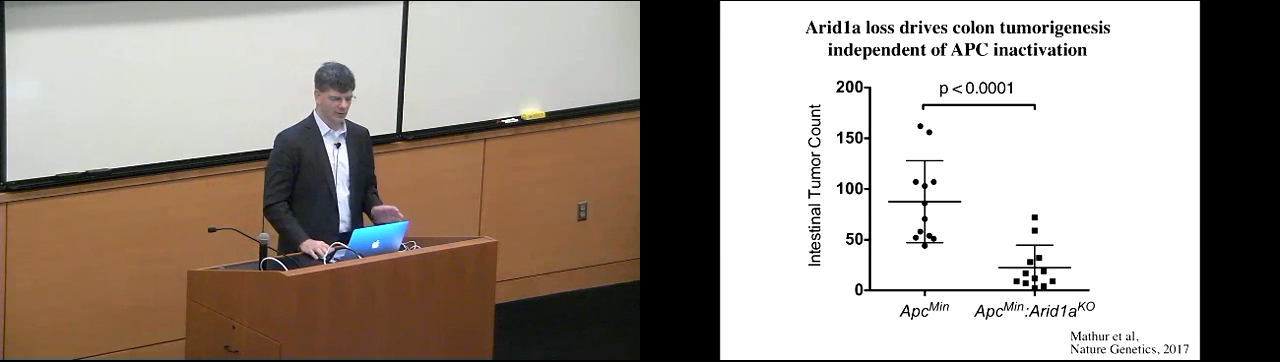 Arid1a loss drives colon tumorigenesis
independent of APC inactivation
p < 0.0001
Intestinal Tumor Count
200
150
100
50
0
ApcMin
ApcMin:Arid1aKO
Mathur et al,
Nature Genetics, 2017